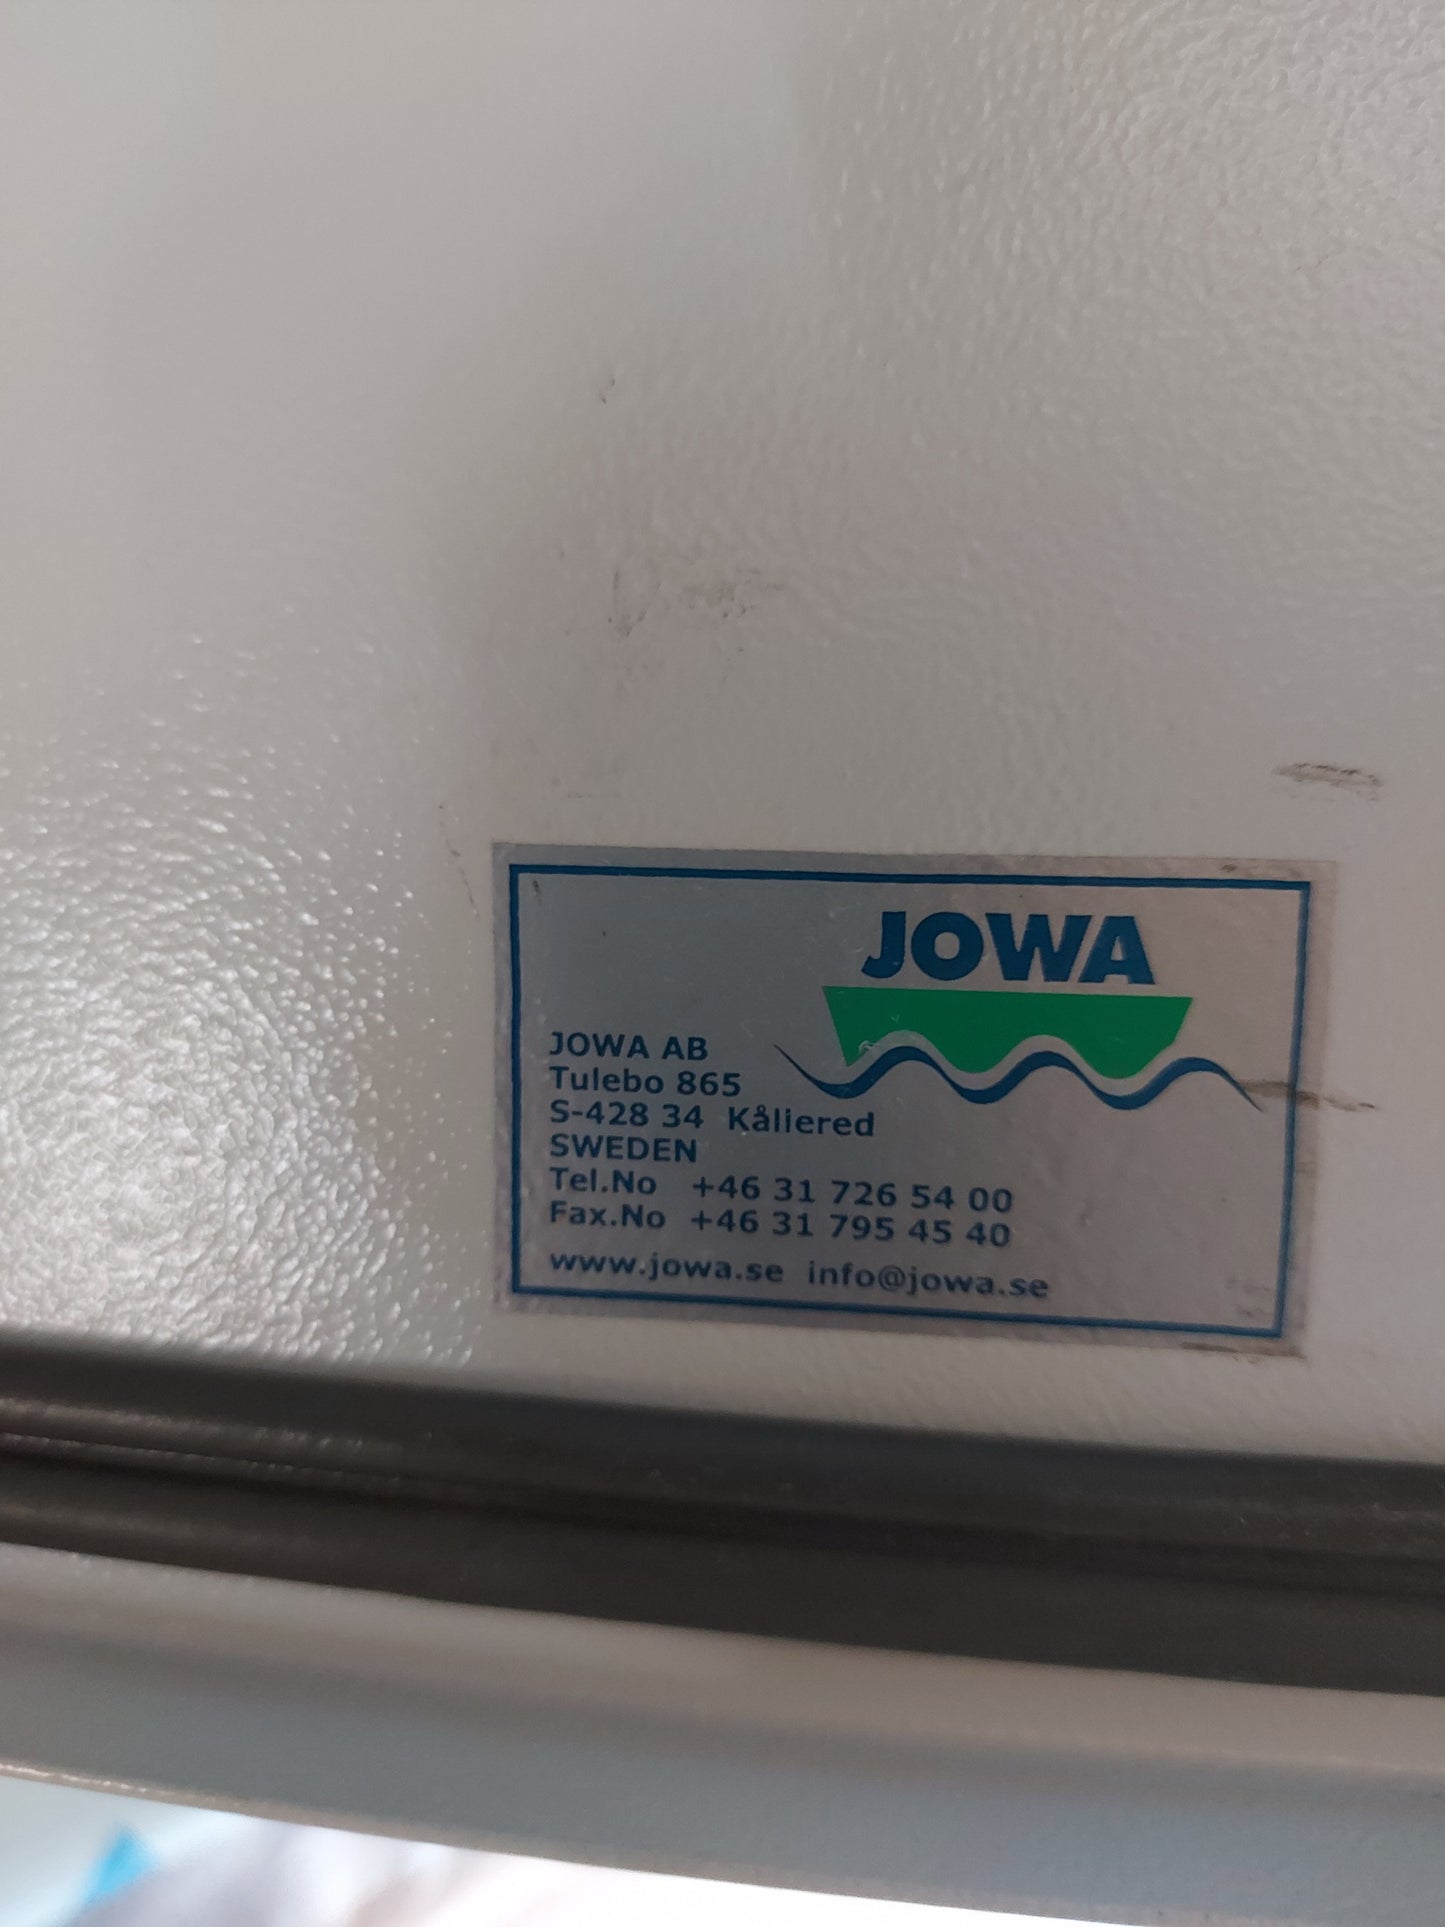 JOWA
JOWA AB
Tulebo 865
S-428 34 Kållered
SWEDEN
Tel.No +46 31 726 54 00
Fax.No +46 31 795 45 40
www.jowa.se info@jowa.se